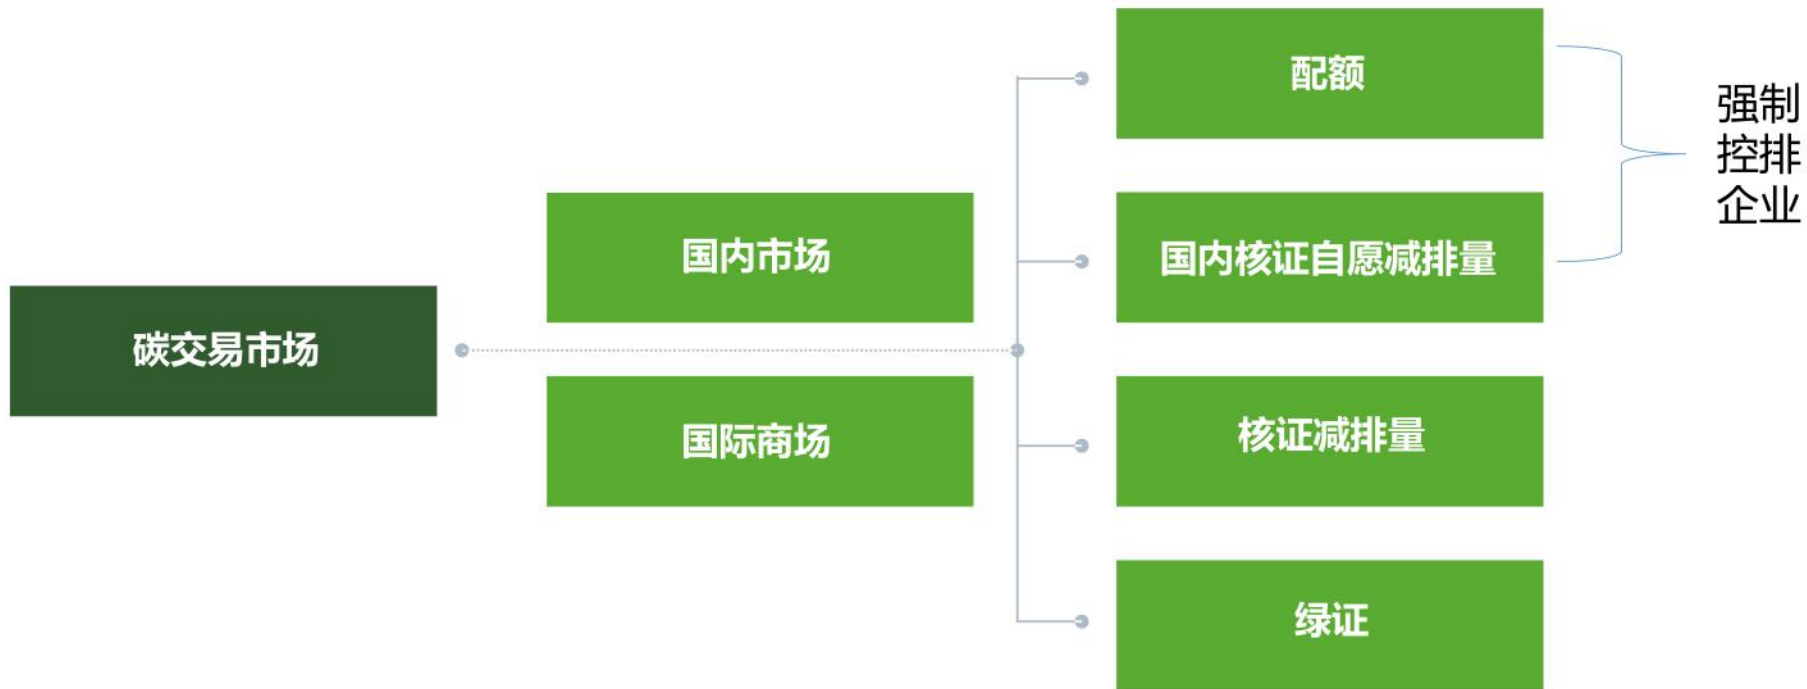 碳交易市场
国内市场
国际商场
配额
国内核证自愿减排量
核证减排量
绿证
强制
控排
企业